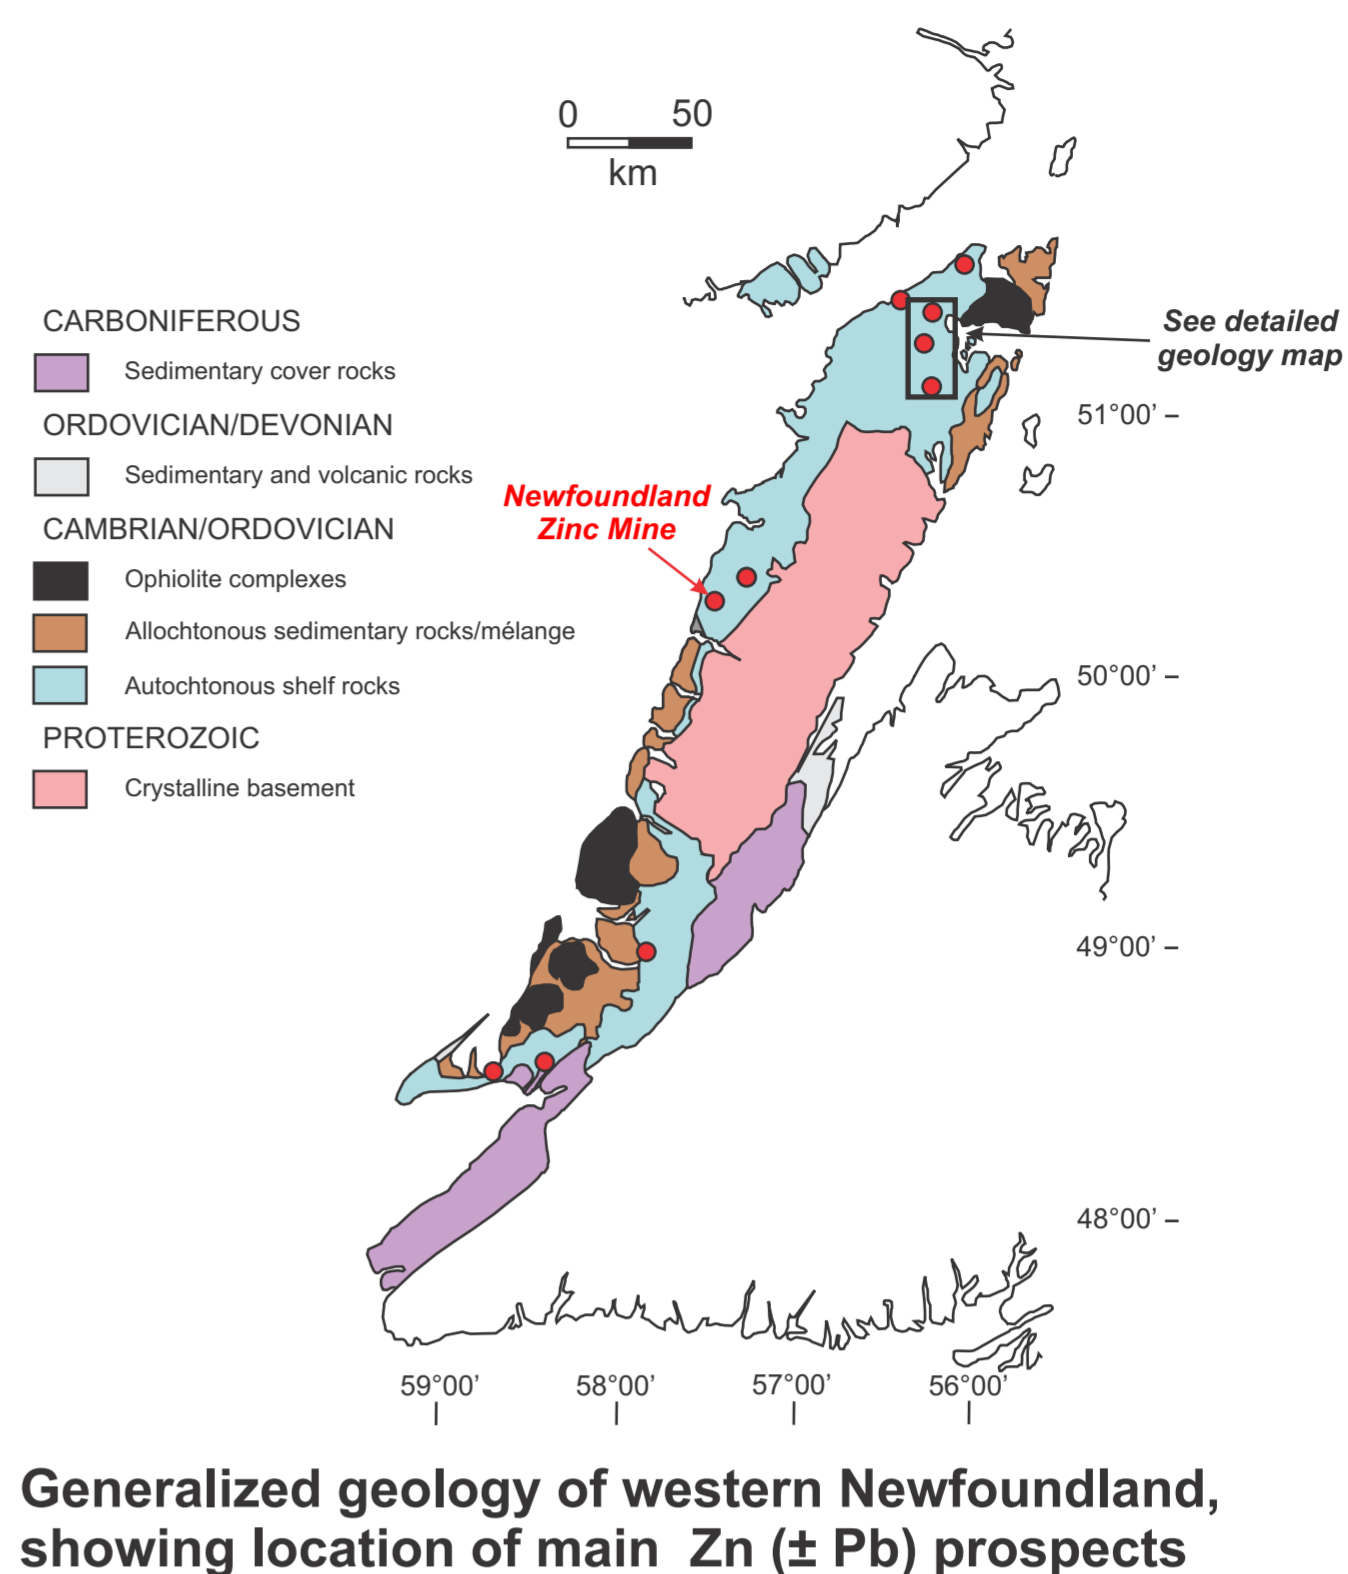 0 50
km
CARBONIFEROUS
Sedimentary cover rocks
ORDOVICIAN/DEVONIAN
Sedimentary and volcanic rocks
CAMBRIAN/ORDOVICIAN
Ophiolite complexes
Allochtonous sedimentary rocks/mélange
Autochtonous shelf rocks
PROTEROZOIC
Crystalline basement
Newfoundland
Zinc Mine
See detailed
geology map
51°00'
50°00'
49°00'
48°00'
59°00' 58°00' 57°00' 56°00'
Generalized geology of western Newfoundland,
showing location of main Zn (± Pb) prospects